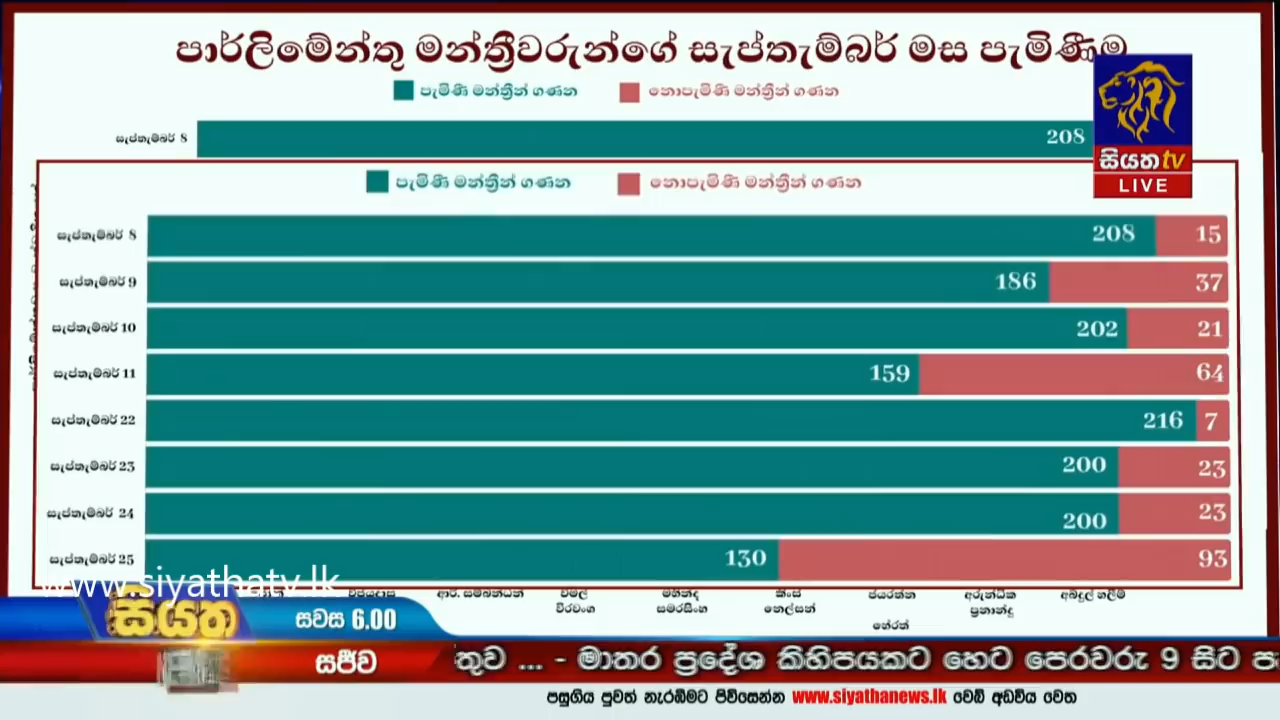 පාර්ලිමේන්තු මන්ත්‍රීවරුන්ගේ සැප්තැම්බර් මස පැමිණීම
පැමිණි මන්ත්‍රීන් ගණන නොපැමිණි මන්ත්‍රීන් ගණන
සැප්තැම්බර් 8 208
සියත tv
LIVE
පැමිණි මන්ත්‍රීන් ගණන නොපැමිණි මන්ත්‍රීන් ගණන
සැප්තැම්බර් 8 208 15
සැප්තැම්බර් 9 186 37
සැප්තැම්බර් 10 202 21
සැප්තැම්බර් 11 159 64
සැප්තැම්බර් 22 216 7
සැප්තැම්බර් 23 200 23
සැප්තැම්බර් 24 200 23
සැප්තැම්බර් 25 130 93
www.siyathatv.lk
ආර්. සම්බන්ධන් විමල් මහින්ද කිංස් ජයරත්න අරුන්ධික අබ්දුල් හලීම්
වීරවංශ සමරසිංහ නෙල්සන් ප්‍රනාන්දු
හේරත්
සියත සවස 6.00
සජීව තුව ... - මාතර ප්‍රදේශ කිහිපයකට හෙට පෙරවරු 9 සිට
පසුගිය පුවත් නැරඹීමට පිවිසෙන්න www.siyathanews.lk වෙබ් අඩවිය වෙත